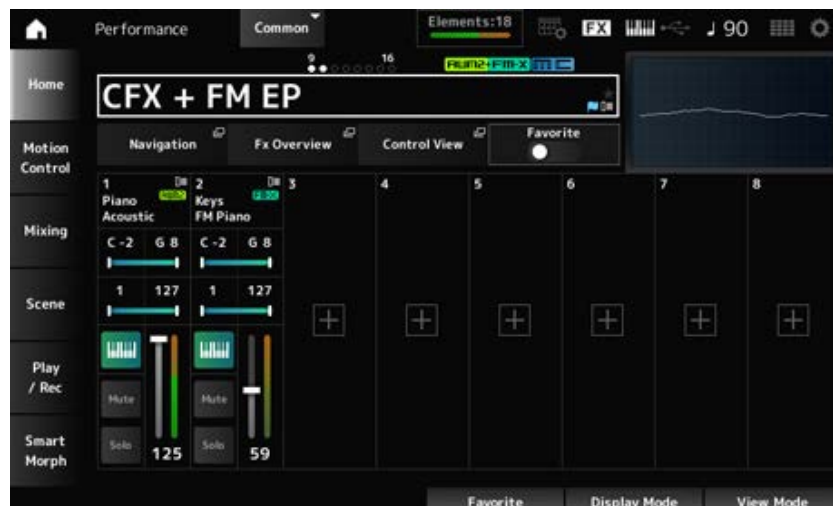 Performance Common Elements:18 FX 90
Home
9 16 AWM2+FM-X MC
CFX + FM EP
Navigation Fx Overview Control View Favorite
Motion
Control
1 2 3 4 5 6 7 8
Piano AWM2 Keys FM-X
Acoustic FM Piano
Mixing
C -2 G 8 C -2 G 8
Scene
1 127 1 127
Play
/ Rec
Mute Mute
Smart
Morph
Solo 125 Solo 59
Favorite Display Mode View Mode